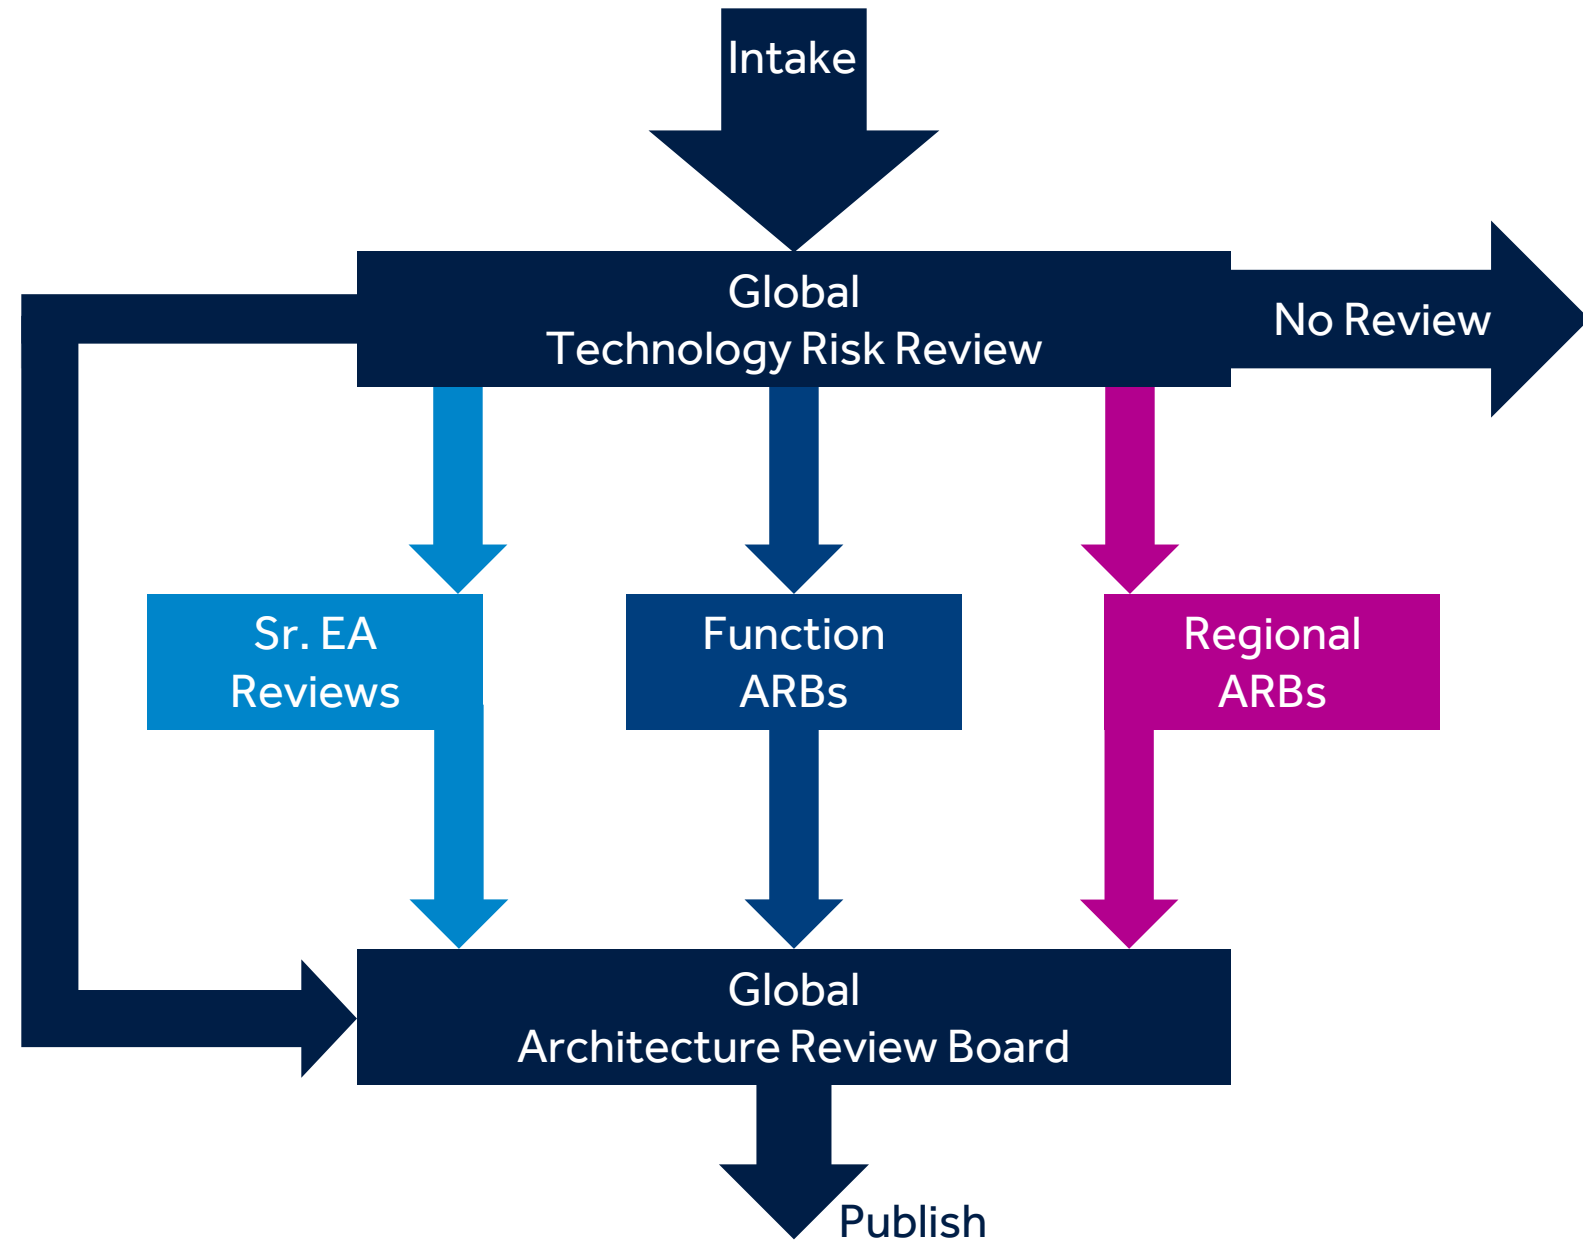 Intake
Global
Technology Risk Review
No Review
Sr. EA
Reviews
Function
ARBs
Regional
ARBs
Global
Architecture Review Board
Publish